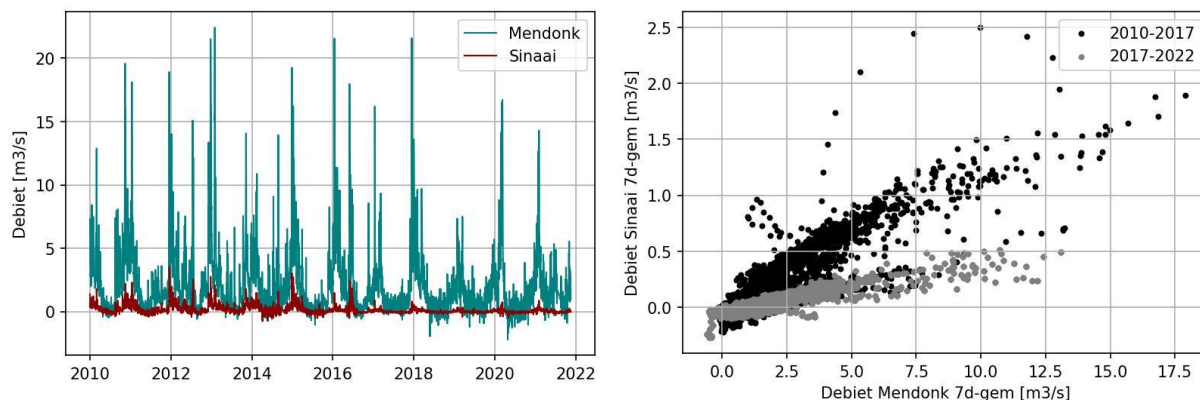 Debiet [m3/s]
20
15
10
5
0
2010 2012 2014 2016 2018 2020 2022
Mendonk
Sinaai
Debiet Sinaai 7d-gem [m3/s]
2.5
2.0
1.5
1.0
0.5
0.0
0.0 2.5 5.0 7.5 10.0 12.5 15.0 17.5
Debiet Mendonk 7d-gem [m3/s]
2010-2017
2017-2022